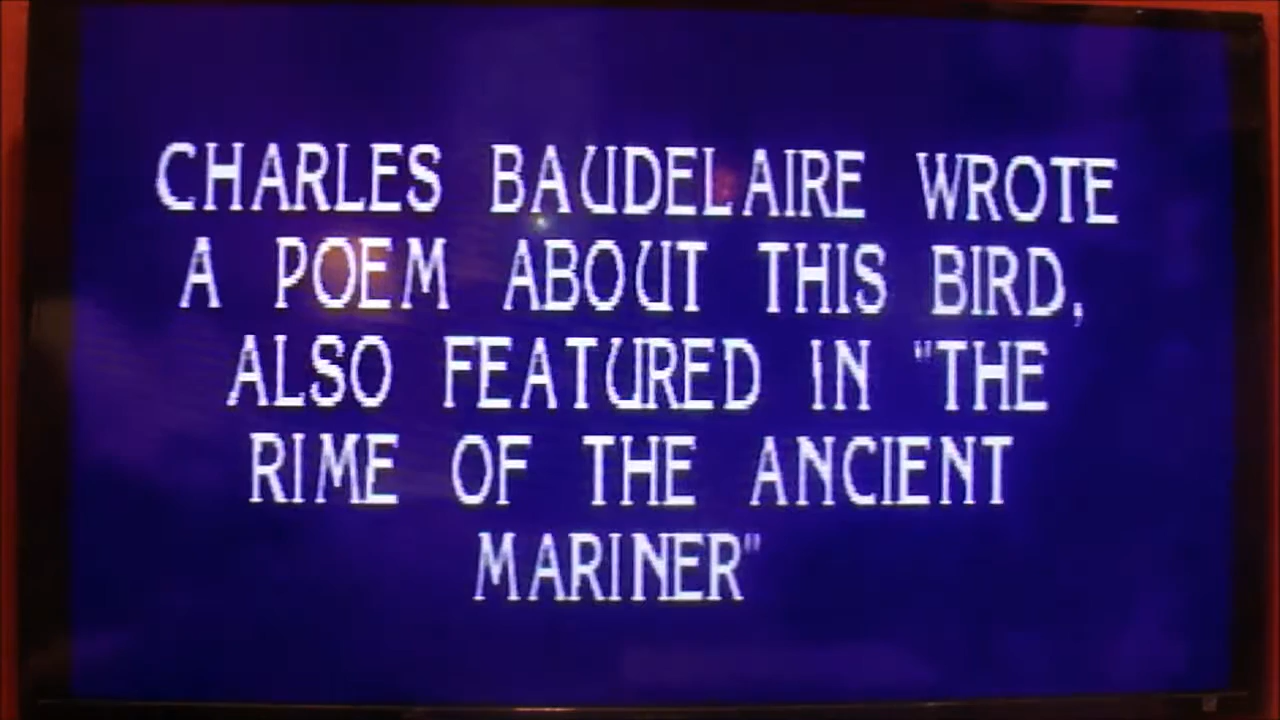 CHARLES BAUDELAIRE WROTE
A POEM ABOUT THIS BIRD,
ALSO FEATURED IN "THE
RIME OF THE ANCIENT
MARINER"